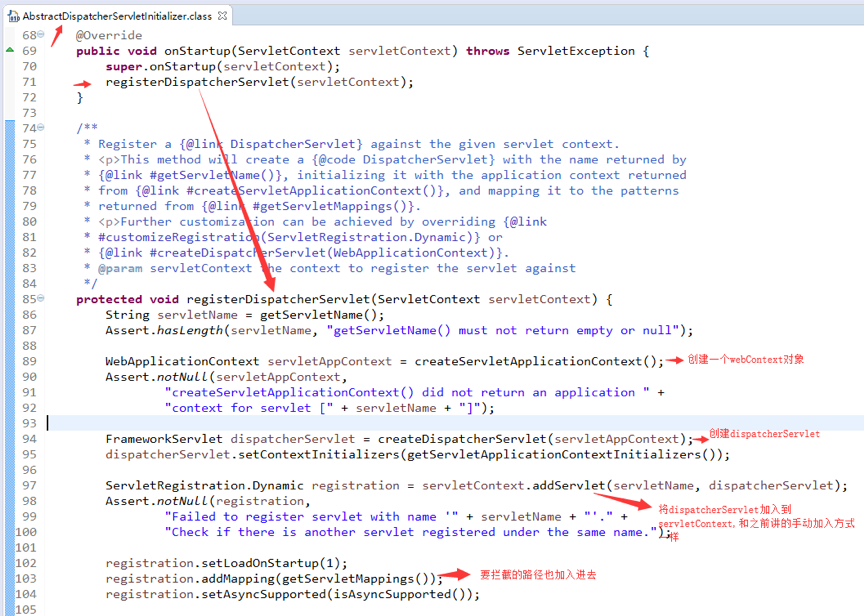 AbstractDispatcherServletInitializer.class
68 @Override
69 public void onStartup(ServletContext servletContext) throws ServletException {
70 super.onStartup(servletContext);
71 registerDispatcherServlet(servletContext);
72 }
73
74 /**
75 * Register a {@link DispatcherServlet} against the given servlet context.
76 * <p>This method will create a {@code DispatcherServlet} with the name returned by
77 * {@link #getServletName()}, initializing it with the application context returned
78 * from {@link #createServletApplicationContext()}, and mapping it to the patterns
79 * returned from {@link #getServletMappings()}.
80 * <p>Further customization can be achieved by overriding {@link
81 * #customizeRegistration(ServletRegistration.Dynamic)} or
82 * {@link #createDispatcherServlet(WebApplicationContext)}.
83 * @param servletContext the context to register the servlet against
84 */
85 protected void registerDispatcherServlet(ServletContext servletContext) {
86 String servletName = getServletName();
87 Assert.hasLength(servletName, "getServletName() must not return empty or null");
88
89 WebApplicationContext servletAppContext = createServletApplicationContext(); 创建一个webContext对象
90 Assert.notNull(servletAppContext,
91 "createServletApplicationContext() did not return an application " +
92 "context for servlet [" + servletName + "]");
93
94 FrameworkServlet dispatcherServlet = createDispatcherServlet(servletAppContext); 创建dispatcherServlet
95 dispatcherServlet.setContextInitializers(getServletApplicationContextInitializers());
96
97 ServletRegistration.Dynamic registration = servletContext.addServlet(servletName, dispatcherServlet);
98 Assert.notNull(registration,
99 "Failed to register servlet with name '" + servletName + "'." +
100 "Check if there is another servlet registered under the same name.");
将dispatcherServlet加入到
servletContext,和之前讲的手动加入方式
一样
101
102 registration.setLoadOnStartup(1);
103 registration.addMapping(getServletMappings()); 要拦截的路径也加入进去
104 registration.setAsyncSupported(isAsyncSupported());
105